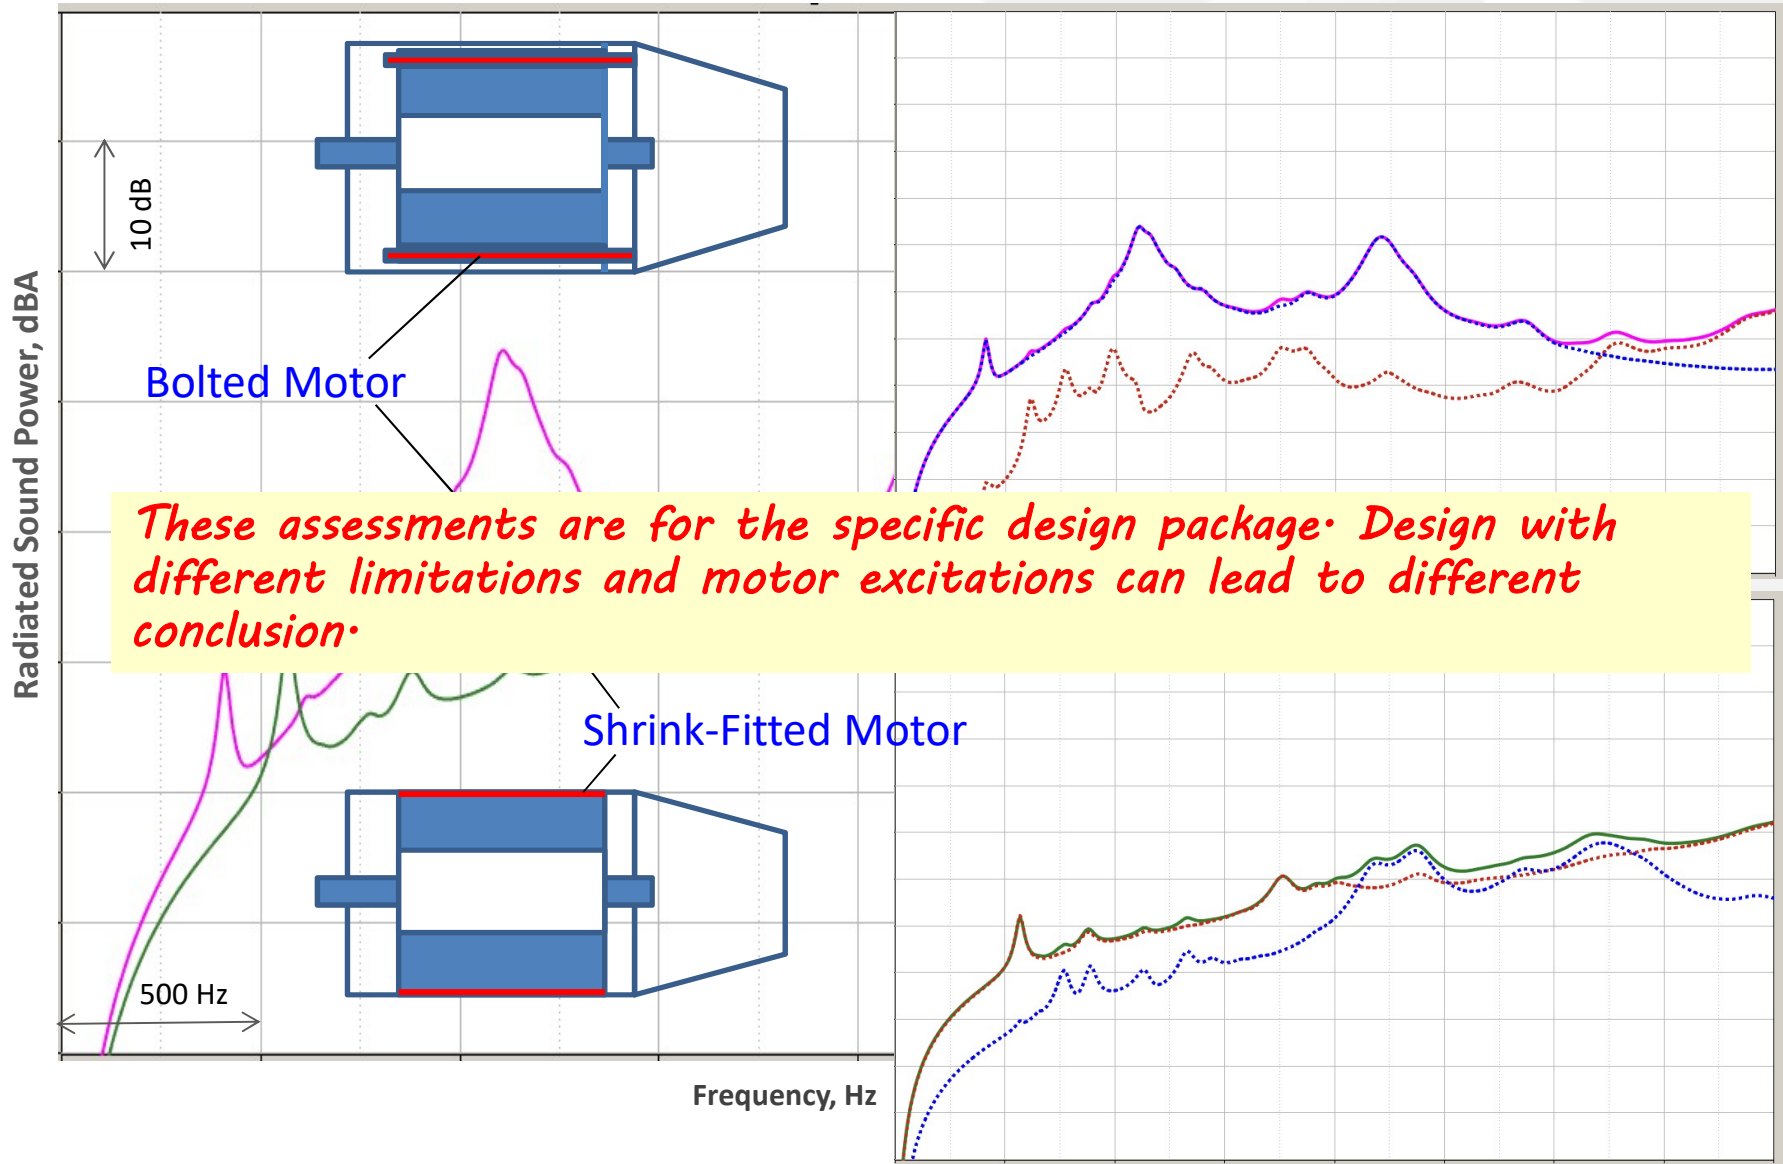 10 dB
Radiated Sound Power, dBA
Bolted Motor
These assessments are for the specific design package. Design with
different limitations and motor excitations can lead to different
conclusion.
Shrink-Fitted Motor
500 Hz
Frequency, Hz